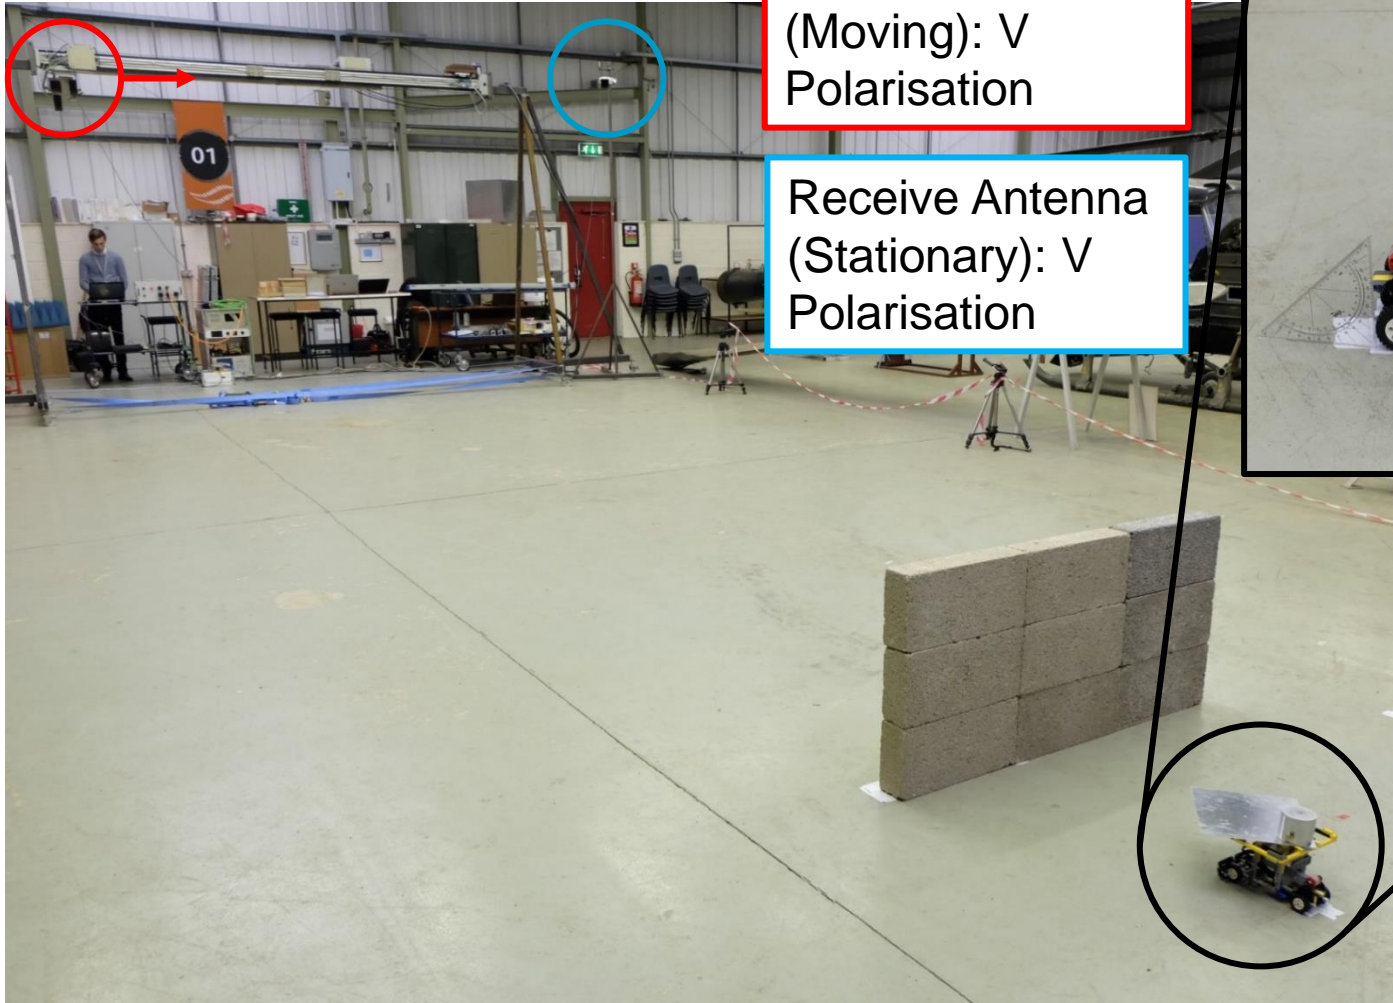 (Moving): V
Polarisation
Receive Antenna
(Stationary): V
Polarisation
01